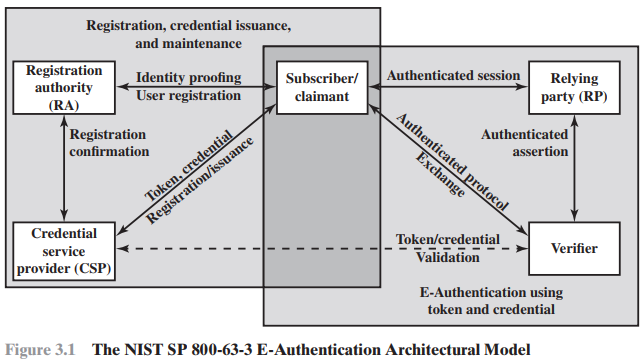 Registration, credential issuance,
and maintenance
Registration
authority
(RA)
Identity proofing
User registration
Subscriber/
claimant
Authenticated session
Relying
party (RP)
Registration
confirmation
Token, credential
Registration/issuance
Authenticated protocol
Exchange
Authenticated
assertion
Credential
service
provider (CSP)
Token/credential
Validation
Verifier
E-Authentication using
token and credential
Figure 3.1 The NIST SP 800-63-3 E-Authentication Architectural Model